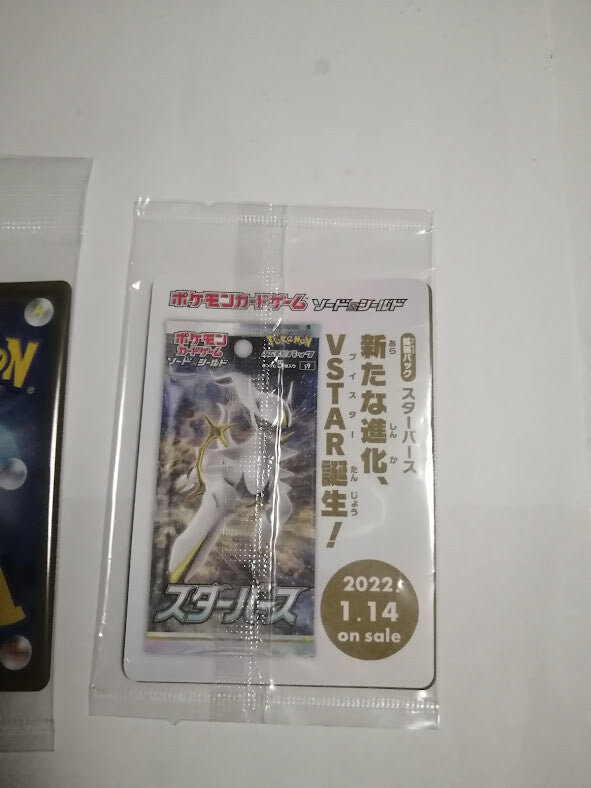 ポケモンカードゲーム ソード&シールド
拡張パック スターバース
新たな進化、
あら しん か
VSTAR誕生!
ブイスター たん じょう
ポケモン
カードゲーム
ソード&シールド
POKEMON
S9
スターバース
2022.
1.14
on sale
ON